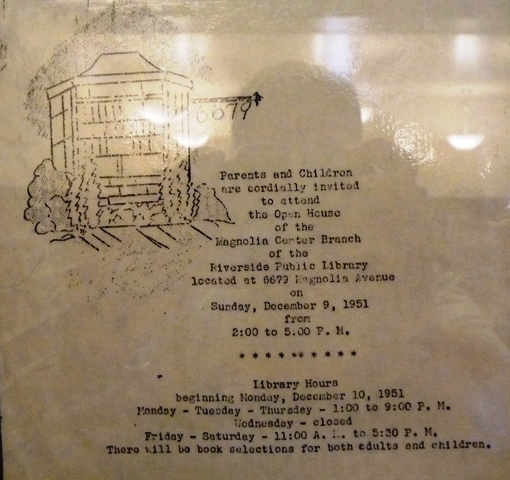 6679
Parents and Children
are cordially invited
to attend
the Open House
of the
Magnolia Center Branch
of the
Riverside Public Library
located at 6679 Magnolia Avenue
on
Sunday, December 9, 1951
from
2:00 to 5:00 P. M.
* * * * * * * * * *
Library Hours
beginning Monday, December 10, 1951
Monday - Tuesday - Thursday - 1:00 to 9:00 P. M.
Wednesday - closed
Friday - Saturday - 11:00 A. M. to 5:30 P. M.
There will be book selections for both adults and children.